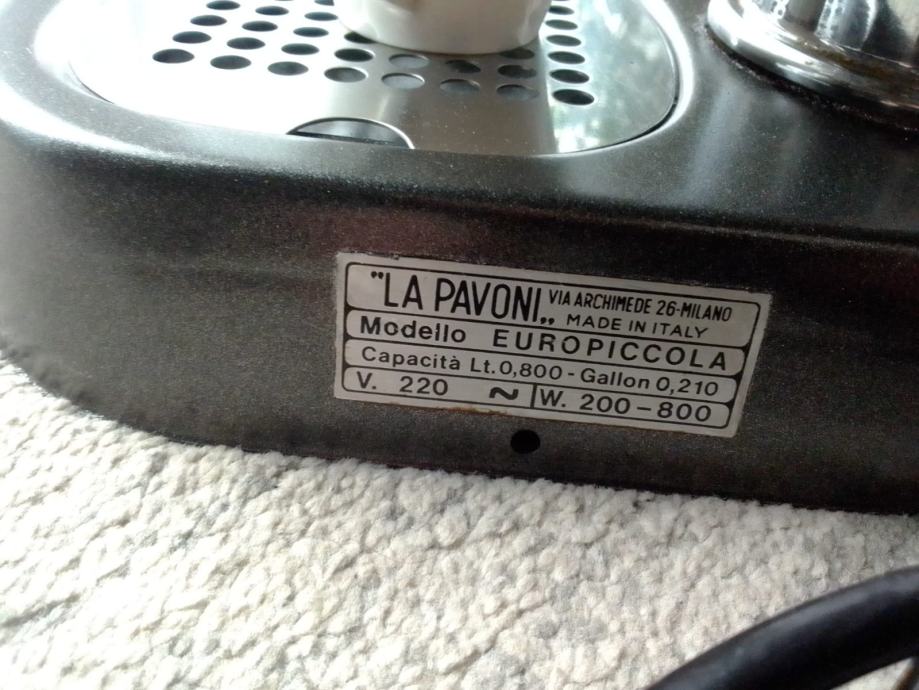 "LA PAVONI„ VIA ARCHIMEDE 26-MILANO
MADE IN ITALY
Modello EUROPICCOLA
Capacità Lt.0,800-Gallon 0,210
V. 220 ~ W. 200-800